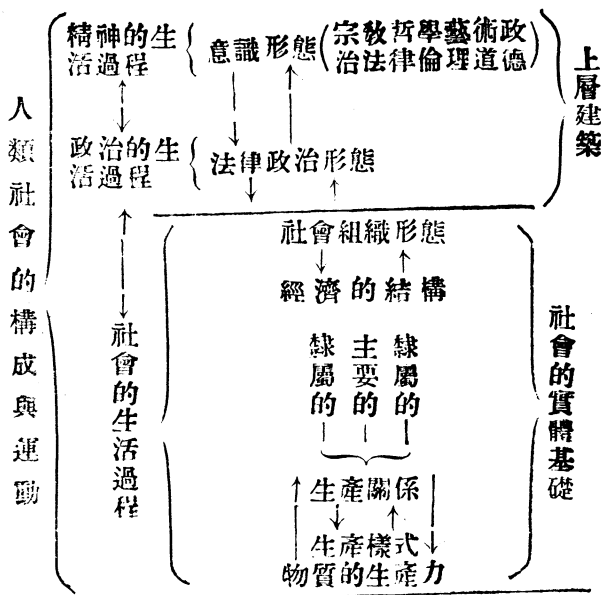 人類社會的構成與運動
精神的生活過程
意識形態
宗教哲學藝術政
治法律倫理道德
政治的生活過程
法律政治形態
上層建築
社會的生活過程
社會組織形態
經濟的結構
隸屬的
主要的
隸屬的
生產關係
生產樣式
物質的生產力
社會的實體基礎